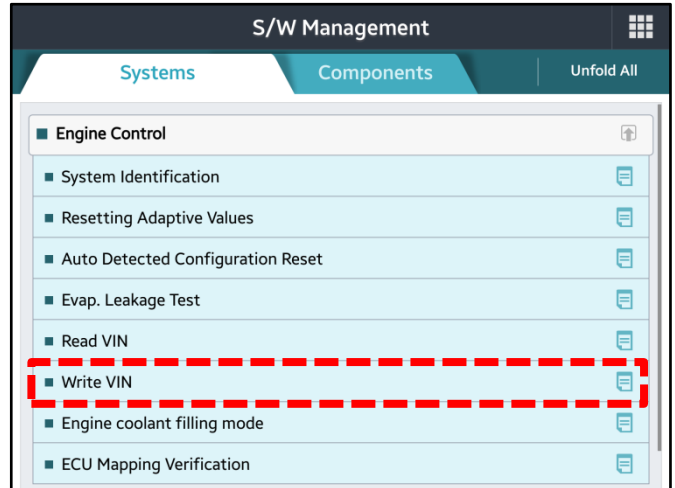 S/W Management
Systems
Components
Unfold All
Engine Control
System Identification
Resetting Adaptive Values
Auto Detected Configuration Reset
Evap. Leakage Test
Read VIN
Write VIN
Engine coolant filling mode
ECU Mapping Verification